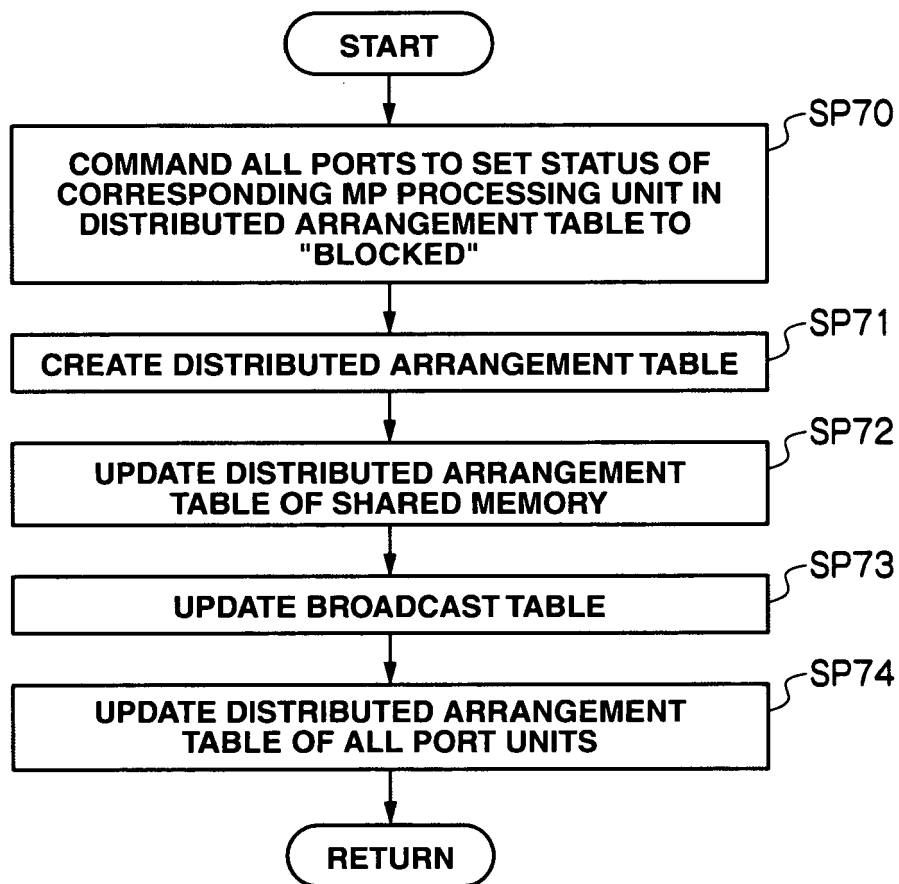 START
SP70
COMMAND ALL PORTS TO SET STATUS OF
CORRESPONDING MP PROCESSING UNIT IN
DISTRIBUTED ARRANGEMENT TABLE TO
"BLOCKED"
SP71
CREATE DISTRIBUTED ARRANGEMENT TABLE
SP72
UPDATE DISTRIBUTED ARRANGEMENT
TABLE OF SHARED MEMORY
SP73
UPDATE BROADCAST TABLE
SP74
UPDATE DISTRIBUTED ARRANGEMENT
TABLE OF ALL PORT UNITS
RETURN